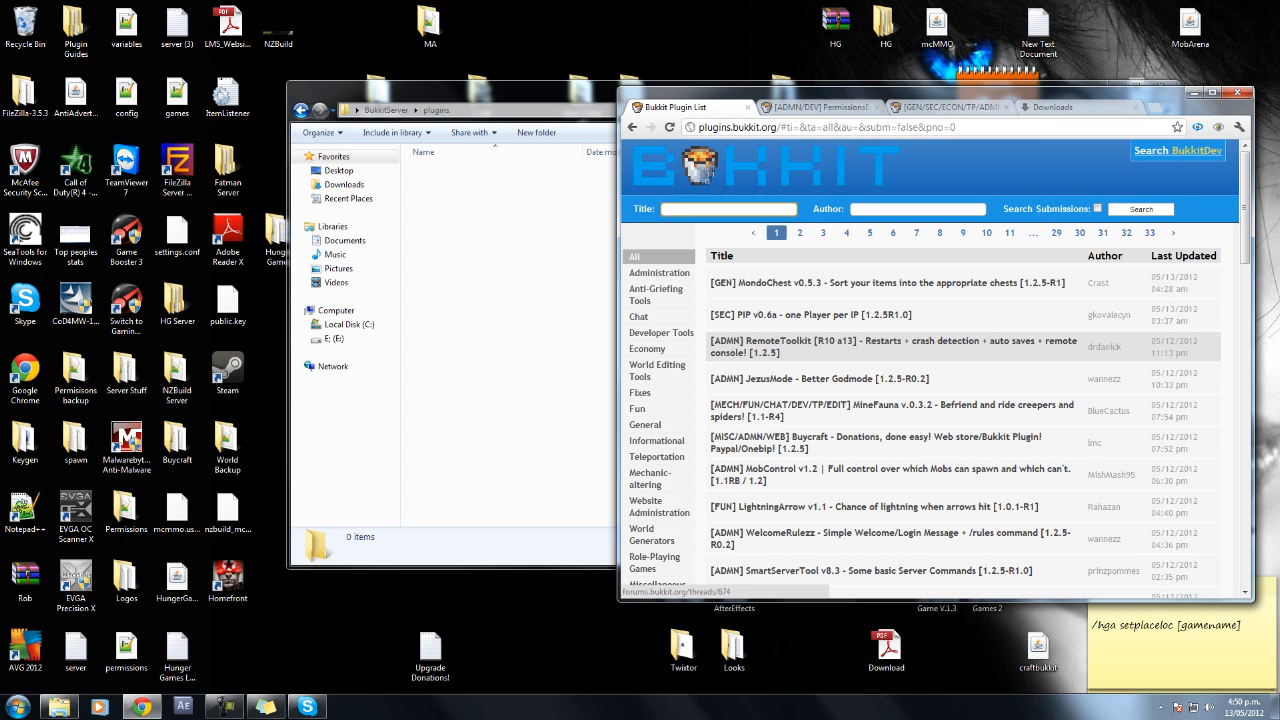 Recycle Bin
Plugin Guides
variables
server (3)
LMS_Websi...
NZBuild
MA
HG
HG
mcMMO
New Text Document
MobArena
FileZilla-3.5.3
AntiAdvert...
config
games
ItemListener
McAfee Security Sc...
Call of Duty(R) 4 -...
TeamViewer 7
FileZilla Server ...
Fatman Server
SeaTools for Windows
Top peoples stats
Game Booster 3
settings.conf
Adobe Reader X
Hunge
Games
Skype
CoD4MW-1...
Switch to Gamin...
HG Server
public.key
Google Chrome
Permisisons backup
Server Stuff
NZBuild Server
Steam
Keygen
spawn
Malwarebyt... Anti-Malware
Buycraft
World Backup
Notepad++
EVGA OC Scanner X
Permissions
mcmmo.us...
nzbuild_mc...
Rob
EVGA Precision X
Logos
HungerGa...
Homefront
AVG 2012
server
permissions
Hunger Games L...
Upgrade Donations!
Twixtor
Looks
Download
craftbukkit
AfterEffects
Game V.1.3
Games 2
BukkitServer
plugins
Organize
Include in library
Share with
New folder
Favorites
Desktop
Downloads
Recent Places
Libraries
Documents
Music
Pictures
Videos
Computer
Local Disk (C:)
E; (E:)
Network
Name
Date mo
0 items
Bukkit Plugin List
[ADMN/DEV] PermissionsE
[GEN/SEC/ECON/TP/ADM
Downloads
plugins.bukkit.org/#ti=&ta=all&au=&subm=false&pno=0
BUKKIT
Search BukkitDev
Title:
Author:
Search Submissions:
Search
‹ 1 2 3 4 5 6 7 8 9 10 11 ... 29 30 31 32 33 ›
All
Administration
Anti-Griefing Tools
Chat
Developer Tools
Economy
World Editing Tools
Fixes
Fun
General
Informational
Teleportation
Mechanic-altering
Website Administration
World Generators
Role-Playing Games
Miscellaneous
Title Author Last Updated
[GEN] MondoChest v0.5.3 - Sort your items into the appropriate chests [1.2.5-R1] Crast 05/13/2012 04:28 am
[SEC] PIP v0.6a - one Player per IP [1.2.5R1.0] gkovalecyn 05/13/2012 03:37 am
[ADMN] RemoteToolkit [R10 a13] - Restarts + crash detection + auto saves + remote console! [1.2.5] drdanick 05/12/2012 11:13 pm
[ADMN] JezusMode - Better Godmode [1.2.5-R0.2] wannezz 05/12/2012 10:33 pm
[MECH/FUN/CHAT/DEV/TP/EDIT] MineFauna v.0.3.2 - Befriend and ride creepers and spiders! [1.1-R4] BlueCactus 05/12/2012 07:54 pm
[MISC/ADMN/WEB] Buycraft - Donations, done easy! Web store/Bukkit Plugin! Paypal/Onebip! [1.2.5] lmc 05/12/2012 07:52 pm
[ADMN] MobControl v1.2 | Full control over which Mobs can spawn and which can't. [1.1RB / 1.2] MishMash95 05/12/2012 06:30 pm
[FUN] LightningArrow v1.1 - Chance of lightning when arrows hit [1.0.1-R1] Rahazan 05/12/2012 04:40 pm
[ADMN] WelcomeRulezz - Simple Welcome/Login Message + /rules command [1.2.5-R0.2] wannezz 05/12/2012 04:36 pm
[ADMN] SmartServerTool v8.3 - Some basic Server Commands [1.2.5-R1.0] prinzpommes 05/12/2012 02:35 pm
forums.bukkit.org/threads/674
/hga setplaceloc [gamename]
4:50 p.m.
13/05/2012